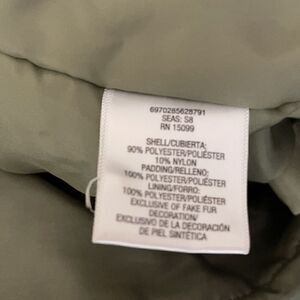 6970285628791
SEAS: S8
RN 15099
SHELL/CUBIERTA:
90% POLYESTER/POLIÉSTER
10% NYLON
PADDING/RELLENO:
100% POLYESTER/POLIÉSTER
LINING/FORRO:
100% POLYESTER/POLIÉSTER
EXCLUSIVE OF FAKE FUR
DECORATION/
EXCLUSIVO DE LA DECORACIÓN
DE PIEL SINTÉTICA